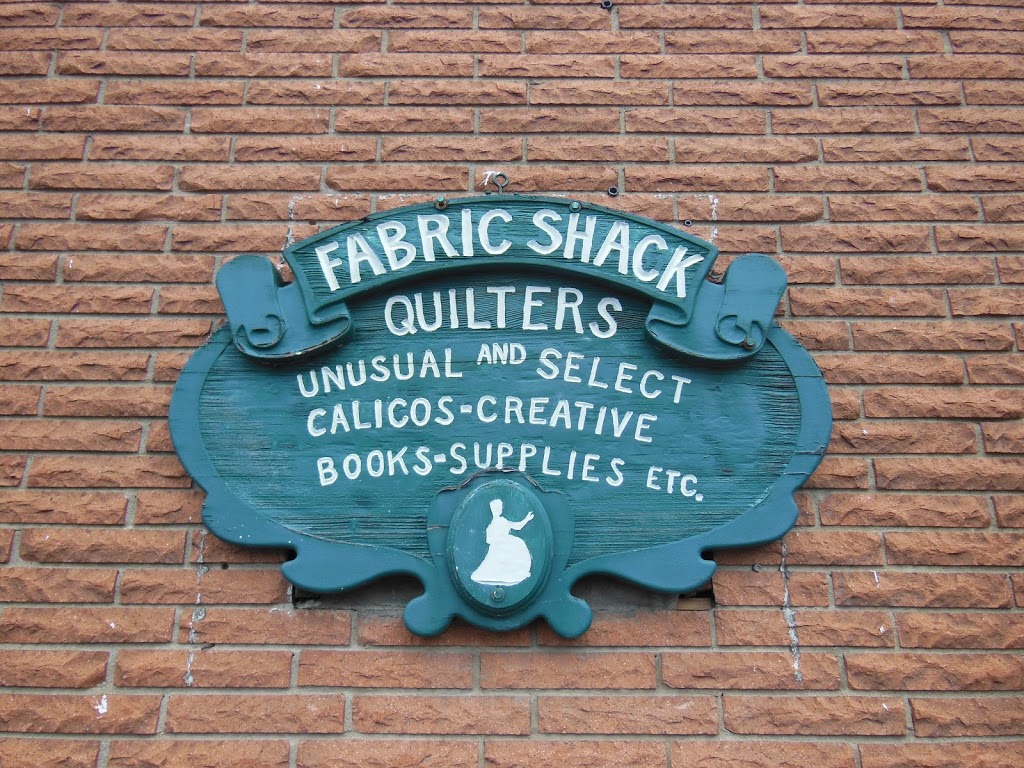 FABRIC SHACK
QUILTERS
UNUSUAL AND SELECT
CALICOS-CREATIVE
BOOKS-SUPPLIES ETC.